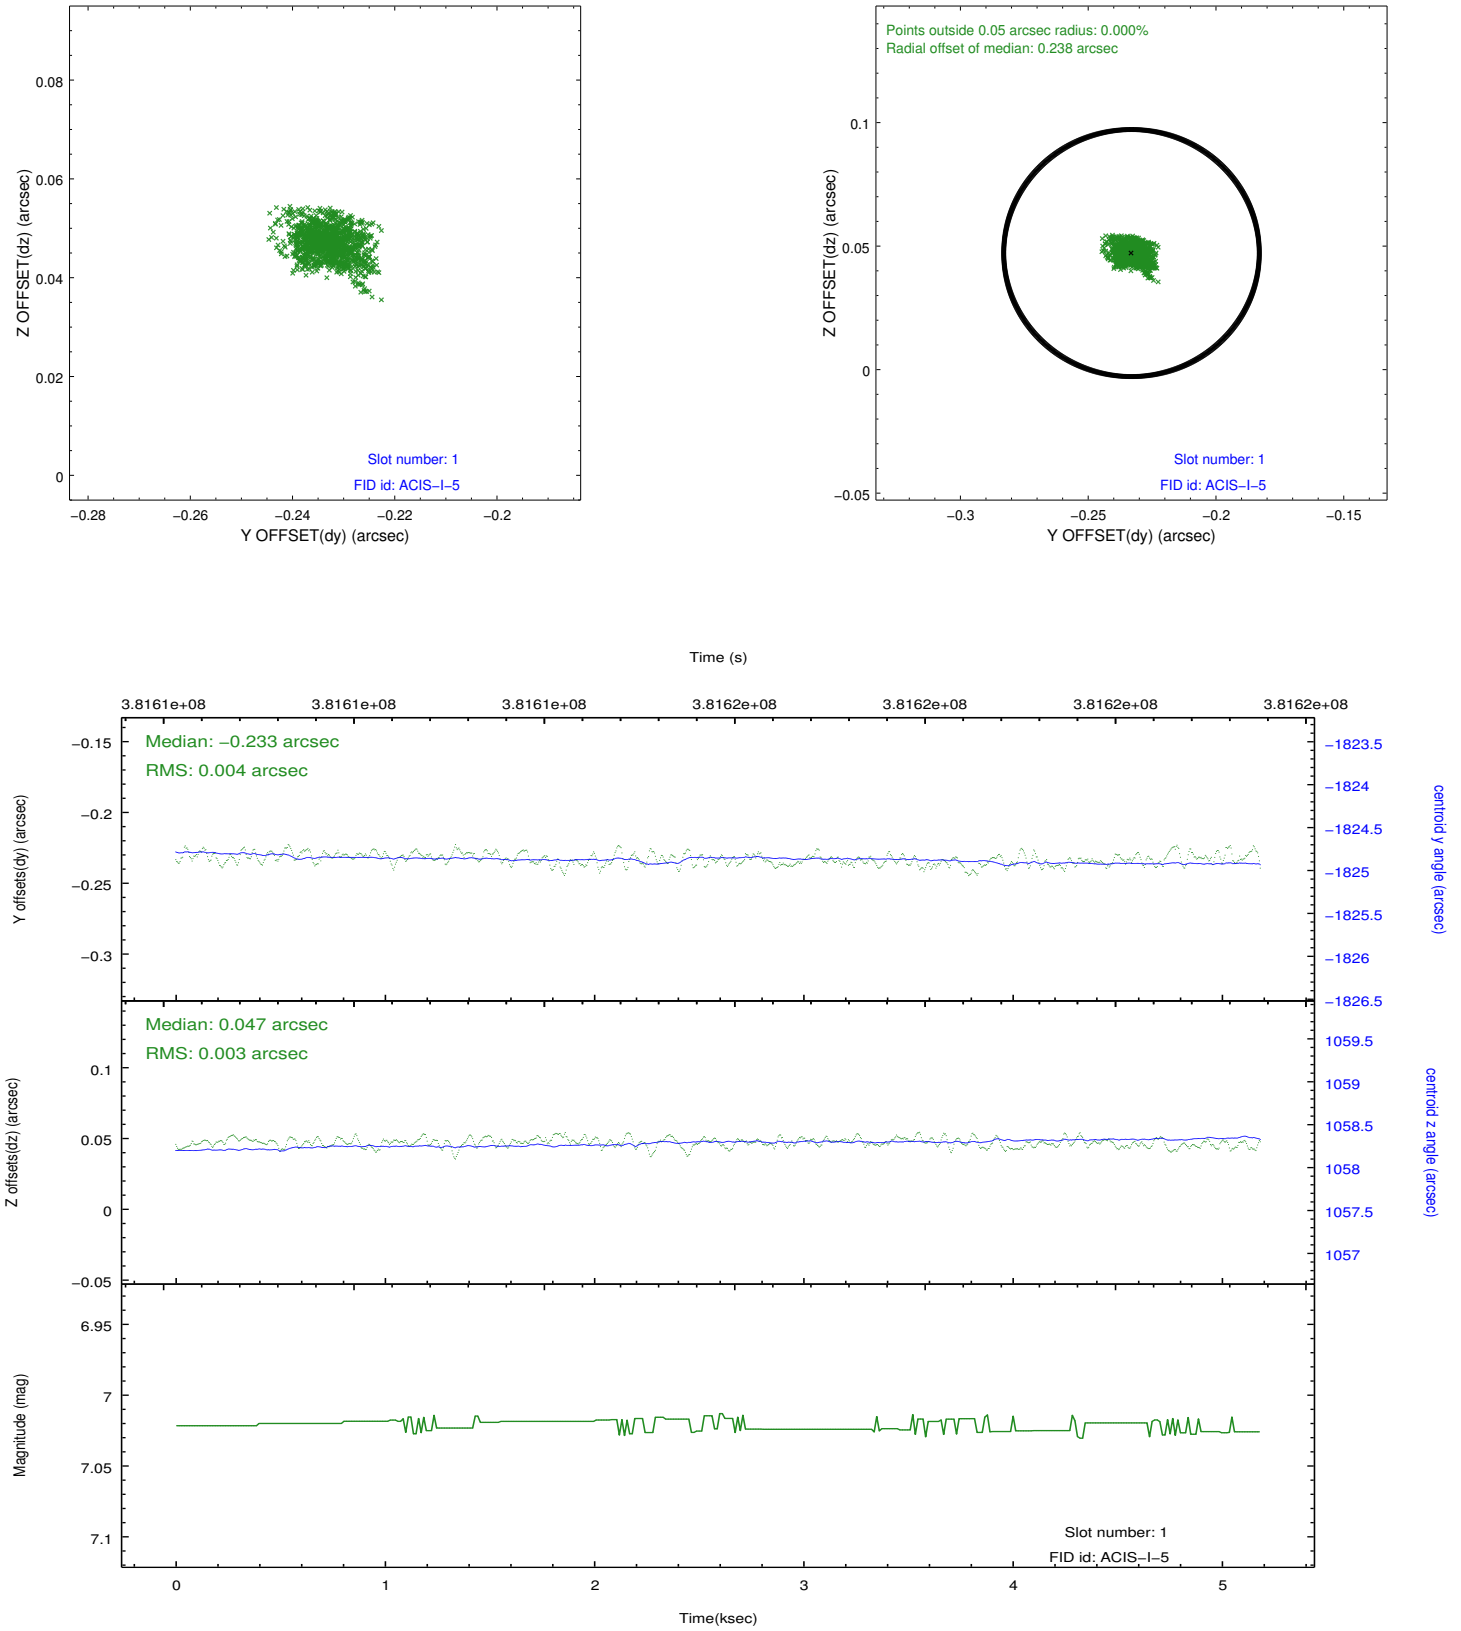 0.08
0.06
0.04
0.02
0
Z OFFSET(dz) (arcsec)
−0.28
−0.26
−0.24
−0.22
−0.2
Y OFFSET(dy) (arcsec)
Slot number: 1
FID id: ACIS−I−5
Points outside 0.05 arcsec radius: 0.000%
Radial offset of median: 0.238 arcsec
0.1
0.05
0
−0.05
Z OFFSET(dz) (arcsec)
−0.3
−0.25
−0.2
−0.15
Y OFFSET(dy) (arcsec)
Slot number: 1
FID id: ACIS−I−5
Time (s)
3.8161e+08
3.8161e+08
3.8161e+08
3.8162e+08
3.8162e+08
3.8162e+08
3.8162e+08
Median: −0.233 arcsec
RMS: 0.004 arcsec
−0.15
−0.2
−0.25
−0.3
Y offsets(dy) (arcsec)
−1823.5
−1824
−1824.5
−1825
−1825.5
−1826
−1826.5
centroid y angle (arcsec)
Median: 0.047 arcsec
RMS: 0.003 arcsec
0.1
0.05
0
−0.05
Z offsets(dz) (arcsec)
1059.5
1059
1058.5
1058
1057.5
1057
centroid z angle (arcsec)
6.95
7
7.05
7.1
Magnitude (mag)
Slot number: 1
FID id: ACIS−I−5
0
1
2
3
4
5
Time(ksec)